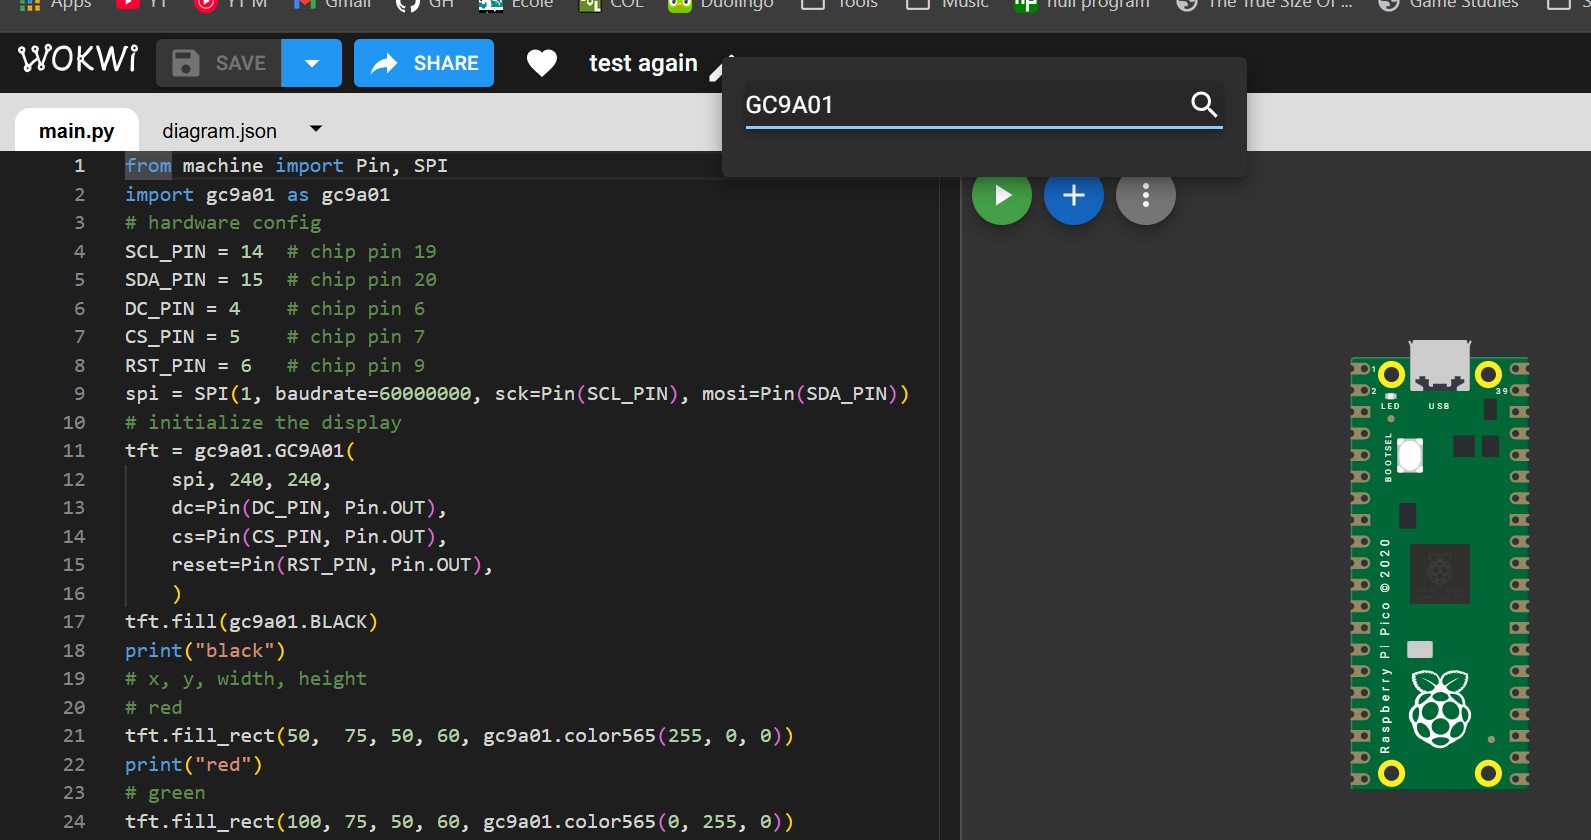 Apps YT YT M Gmail GH École COL Duolingo Tools Music null program The True Size Of ... Game Studies
WOKWi SAVE SHARE test again
GC9A01
main.py diagram.json
1 from machine import Pin, SPI
2 import gc9a01 as gc9a01
3 # hardware config
4 SCL_PIN = 14  # chip pin 19
5 SDA_PIN = 15  # chip pin 20
6 DC_PIN = 4    # chip pin 6
7 CS_PIN = 5    # chip pin 7
8 RST_PIN = 6   # chip pin 9
9 spi = SPI(1, baudrate=60000000, sck=Pin(SCL_PIN), mosi=Pin(SDA_PIN))
10 # initialize the display
11 tft = gc9a01.GC9A01(
12     spi, 240, 240,
13     dc=Pin(DC_PIN, Pin.OUT),
14     cs=Pin(CS_PIN, Pin.OUT),
15     reset=Pin(RST_PIN, Pin.OUT),
16     )
17 tft.fill(gc9a01.BLACK)
18 print("black")
19 # x, y, width, height
20 # red
21 tft.fill_rect(50,  75, 50, 60, gc9a01.color565(255, 0, 0))
22 print("red")
23 # green
24 tft.fill_rect(100, 75, 50, 60, gc9a01.color565(0, 255, 0))
1
2
39
LED USB
BOOTSEL
Raspberry Pi Pico ©2020